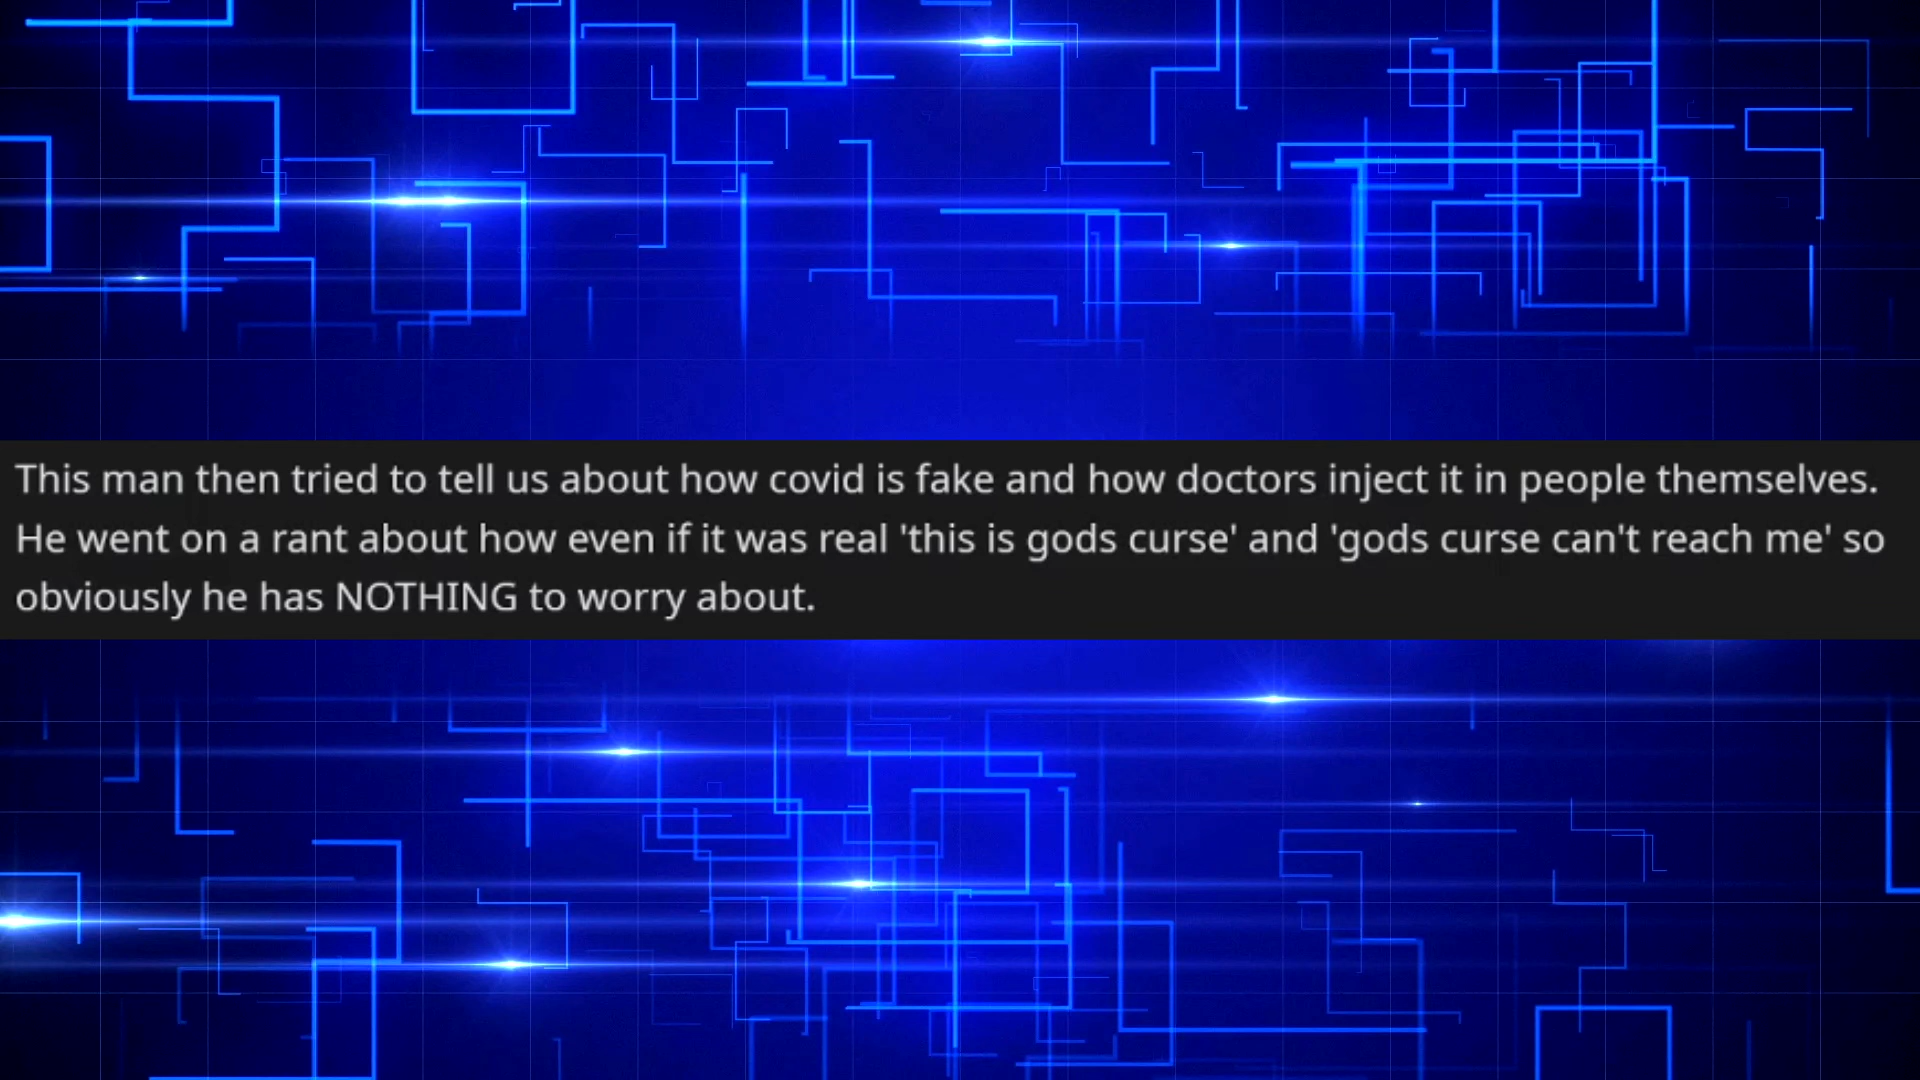 This man then tried to tell us about how covid is fake and how doctors inject it in people themselves.
He went on a rant about how even if it was real 'this is gods curse' and 'gods curse can't reach me' so
obviously he has NOTHING to worry about.